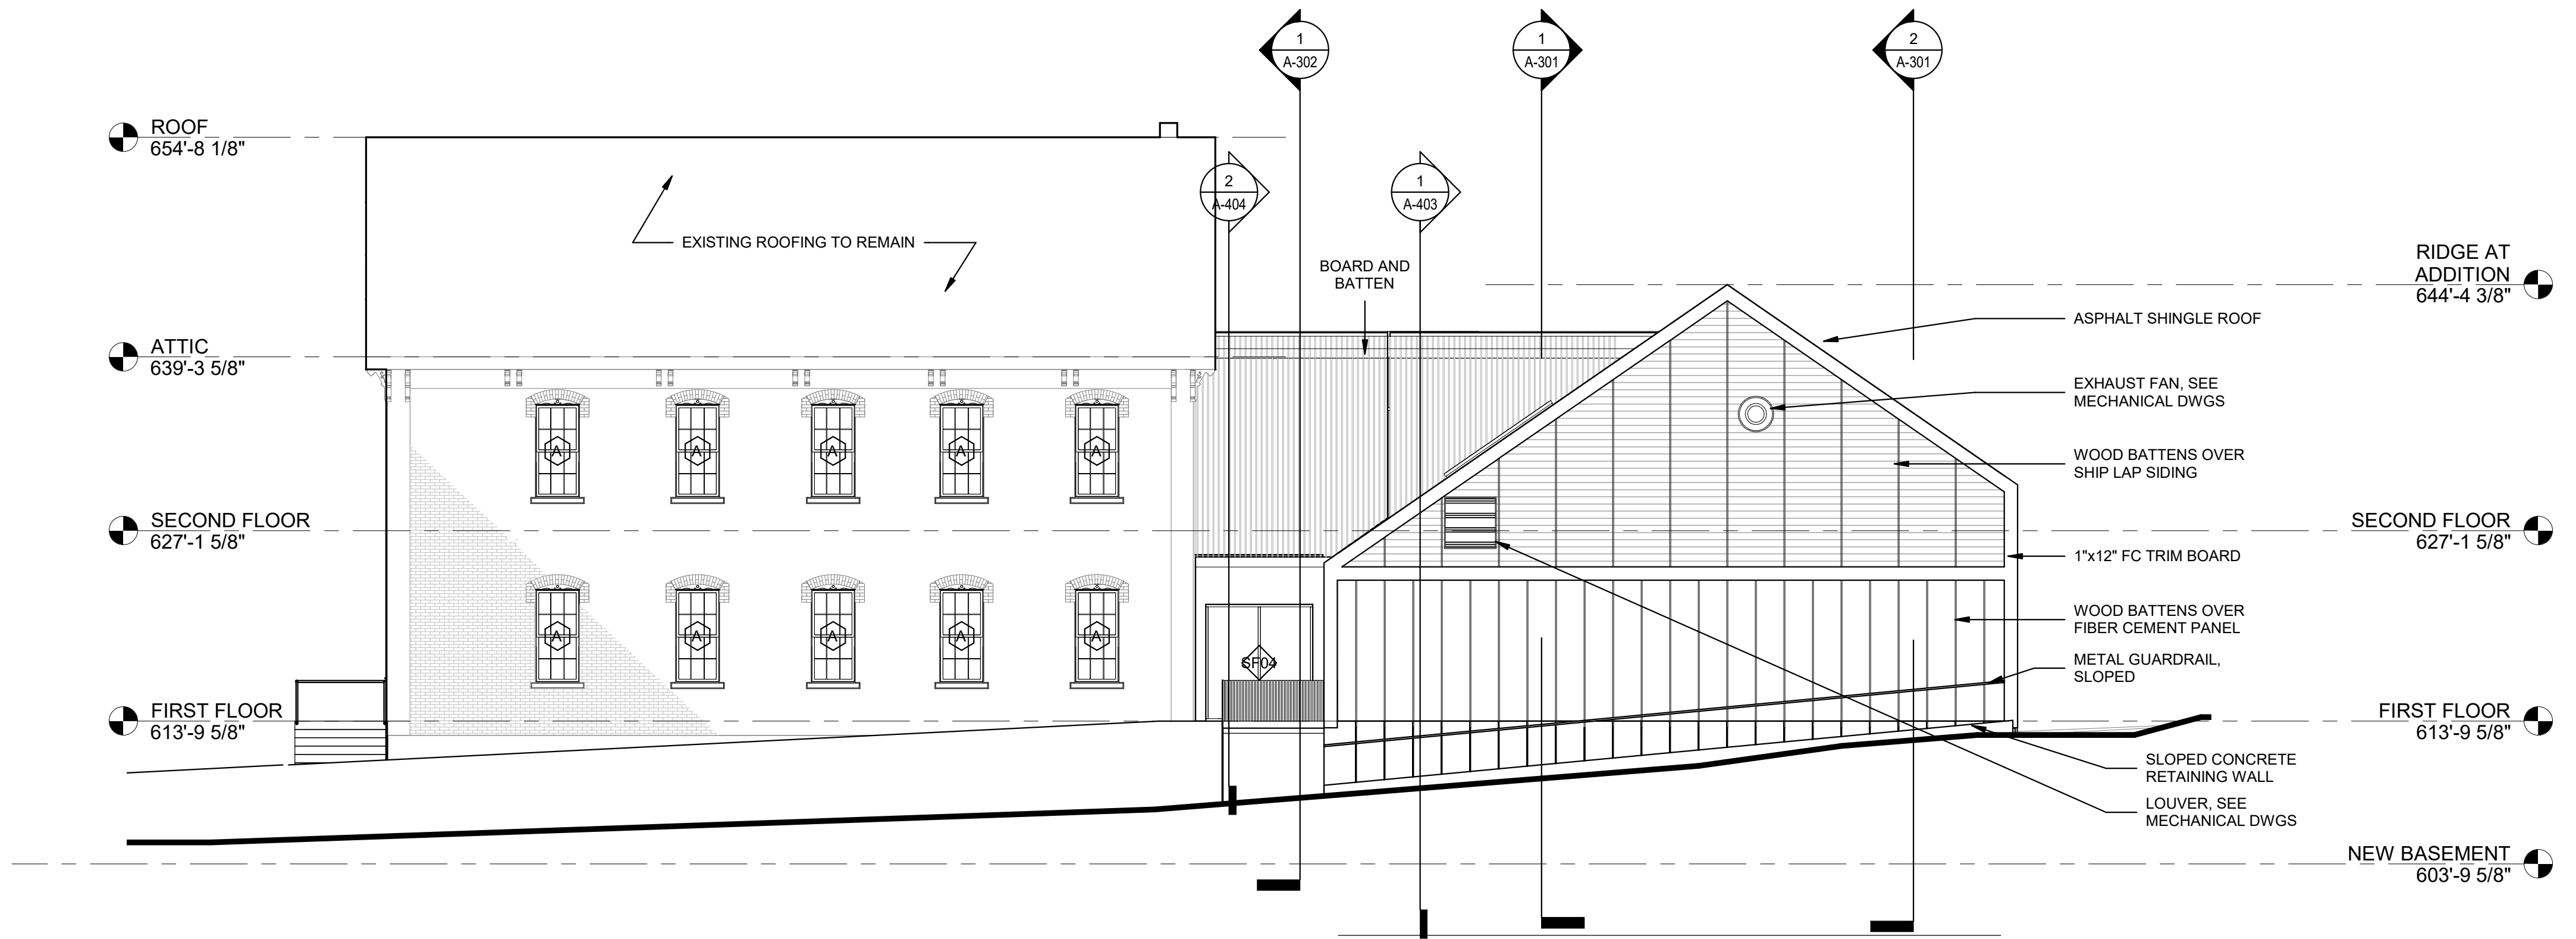 1
A-302
1
A-301
2
A-301
ROOF
654'-8 1/8"
2
A-404
1
A-403
EXISTING ROOFING TO REMAIN
BOARD AND
BATTEN
RIDGE AT
ADDITION
644'-4 3/8"
ASPHALT SHINGLE ROOF
ATTIC
639'-3 5/8"
EXHAUST FAN, SEE
MECHANICAL DWGS
A
A
A
A
A
WOOD BATTENS OVER
SHIP LAP SIDING
SECOND FLOOR
627'-1 5/8"
SECOND FLOOR
627'-1 5/8"
1"x12" FC TRIM BOARD
WOOD BATTENS OVER
FIBER CEMENT PANEL
A
A
A
A
A
SF04
METAL GUARDRAIL,
SLOPED
FIRST FLOOR
613'-9 5/8"
FIRST FLOOR
613'-9 5/8"
SLOPED CONCRETE
RETAINING WALL
LOUVER, SEE
MECHANICAL DWGS
NEW BASEMENT
603'-9 5/8"